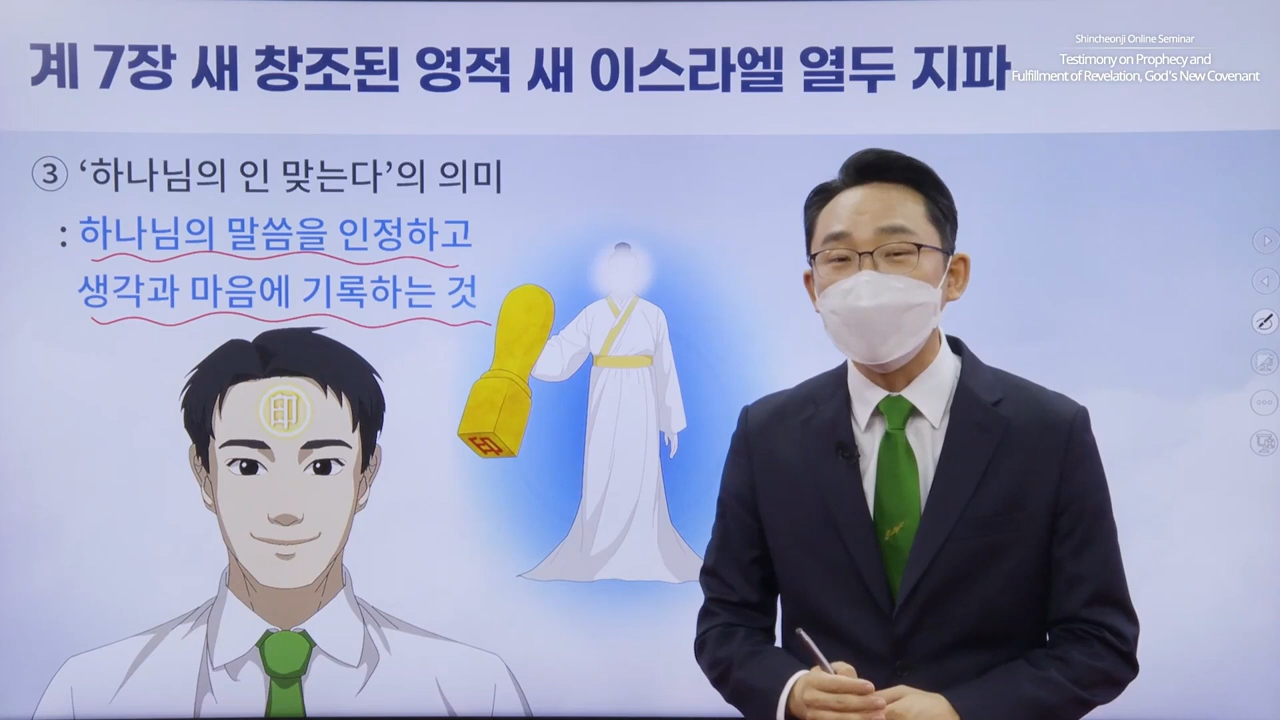 계 7장 새 창조된 영적 새 이스라엘 열두 지파
Shincheonji Online Seminar
Testimony on Prophecy and
Fulfillment of Revelation, God's New Covenant
③ ‘하나님의 인 맞는다’의 의미
: 하나님의 말씀을 인정하고
생각과 마음에 기록하는 것
印
印